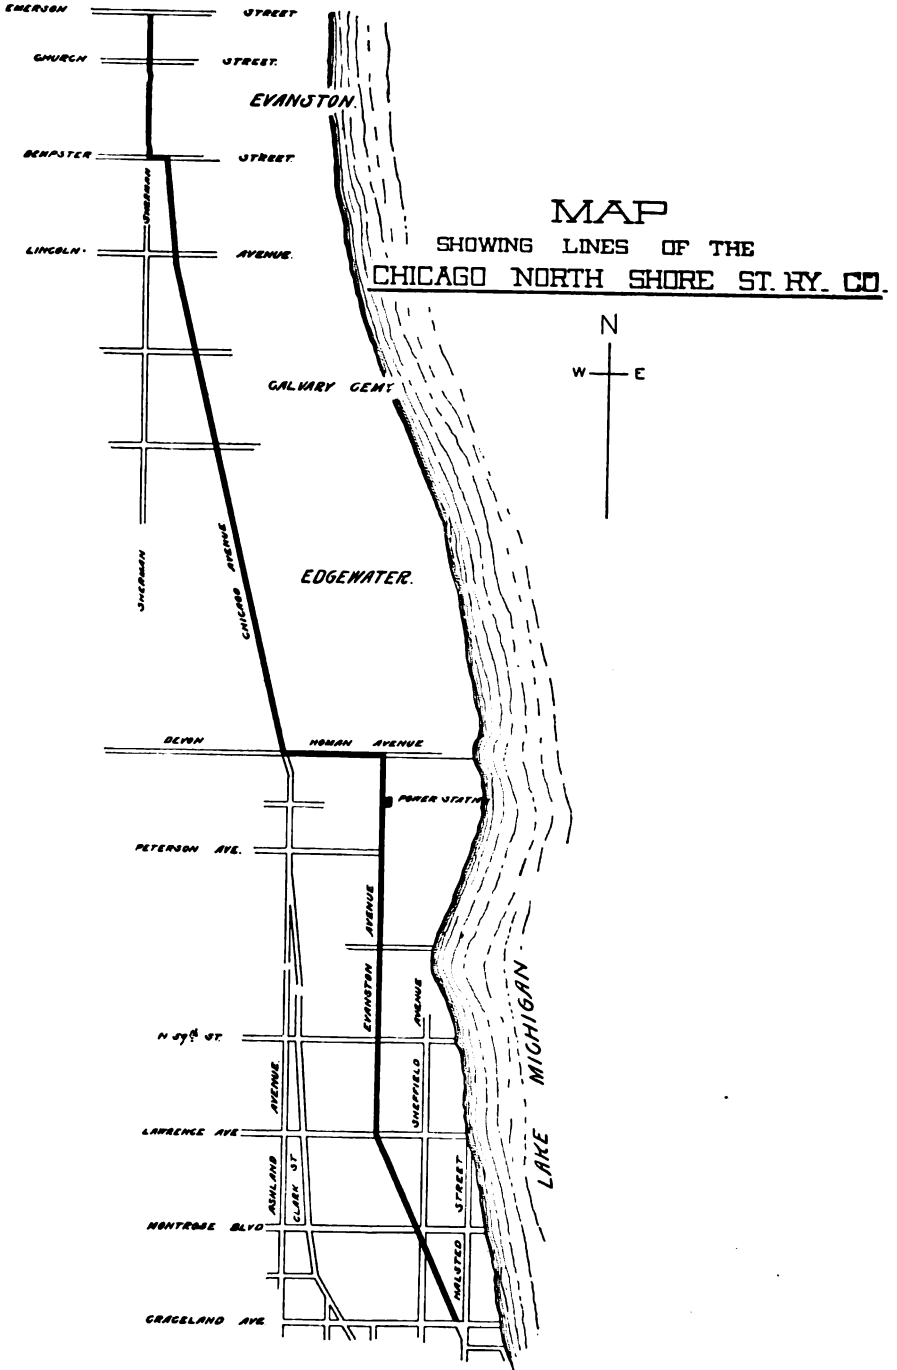 EMERSON STREET
CHURCH STREET.
EVANSTON.
DEMPSTER STREET.
SHERMAN
LINCOLN. AVENUE.
MAP
SHOWING LINES OF THE
CHICAGO NORTH SHORE ST. RY. CO.
N
W E
CALVARY CEMY
CHICAGO AVENUE
SHERMAN
EDGEWATER.
DEVON HOMAN AVENUE
POWER STATN
PETERSON AVE.
EVANSTON AVENUE
SHEFFIELD AVENUE
LAKE MICHIGAN
N 59th ST.
ASHLAND AVENUE.
CLARK ST
LAWRENCE AVE
HALSTED STREET
MONTROSE BLVD
GRACELAND AVE